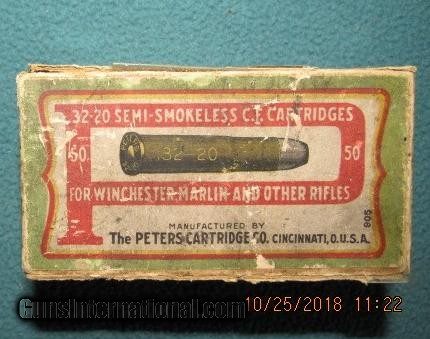 .32-20 SEMI-SMOKELESS C.F. CARTRIDGES
50 .32-20 50
FOR WINCHESTER-MARLIN-AND OTHER RIFLES
MANUFACTURED BY
The PETERS CARTRIDGE CO. CINCINNATI, O. U.S.A.
905
GunsInternational.com
10/25/2018 11:22